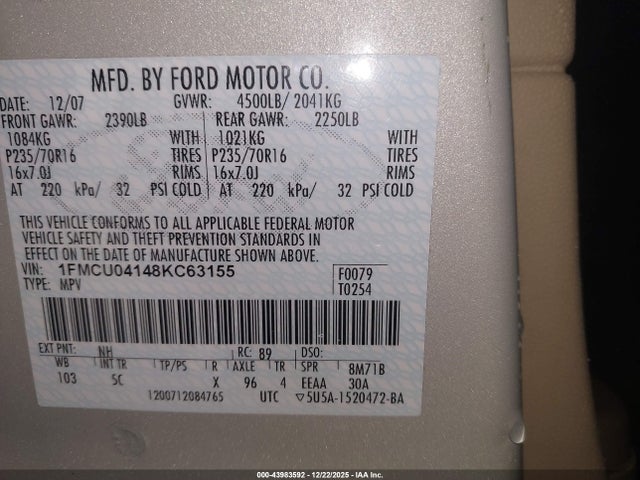 MFD. BY FORD MOTOR CO.
DATE: 12/07 GVWR: 4500LB/ 2041KG
FRONT GAWR: 2390LB REAR GAWR: 2250LB
1084KG WITH 1021KG WITH
P235/70R16 TIRES P235/70R16 TIRES
16x7.0J RIMS 16x7.0J RIMS
AT 220 kPa/ 32 PSI COLD AT 220 kPa/ 32 PSI COLD
THIS VEHICLE CONFORMS TO ALL APPLICABLE FEDERAL MOTOR
VEHICLE SAFETY AND THEFT PREVENTION STANDARDS IN
EFFECT ON THE DATE OF MANUFACTURE SHOWN ABOVE.
VIN: 1FMCU04148KC63155 F0079
TYPE: MPV T0254
EXT PNT: NH RC: 89 DSO:
WB INT TR TP/PS R AXLE TR SPR 8M71B
103 5C X 96 4 EEAA 30A
1200712084765 UTC ▽5U5A-1520472-BA
000-43983592 - 12/22/2025 - IAA Inc.